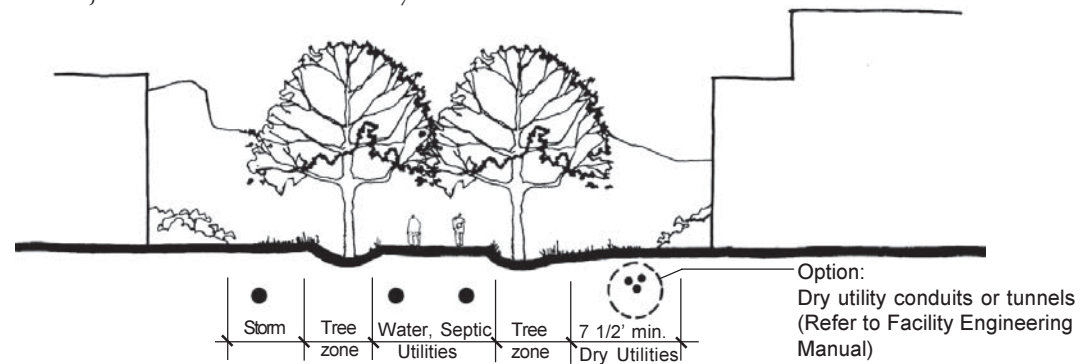 Option:
Dry utility conduits or tunnels
(Refer to Facility Engineering
Manual)
Storm
Tree
zone
Water, Septic
Utilities
Tree
zone
7 1/2' min.
Dry Utilities